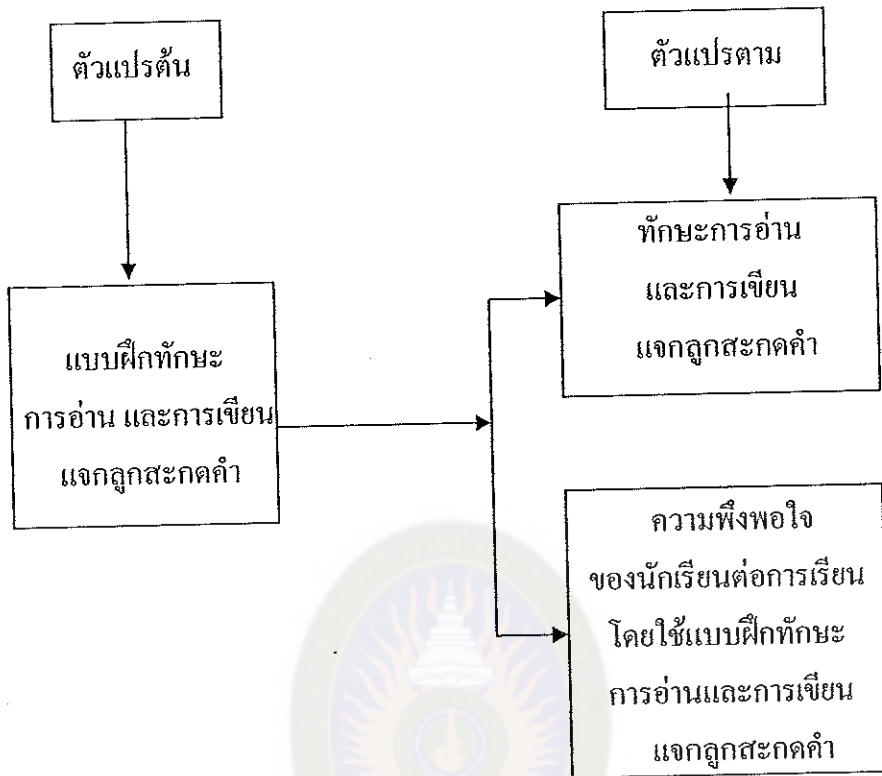 ตัวแปรต้น
ตัวแปรตาม
แบบฝึกทักษะ
การอ่าน และการเขียน
แจกลูกสะกดคำ
ทักษะการอ่าน
และการเขียน
แจกลูกสะกดคำ
ความพึงพอใจ
ของนักเรียนต่อการเรียน
โดยใช้แบบฝึกทักษะ
การอ่านและการเขียน
แจกลูกสะกดคำ